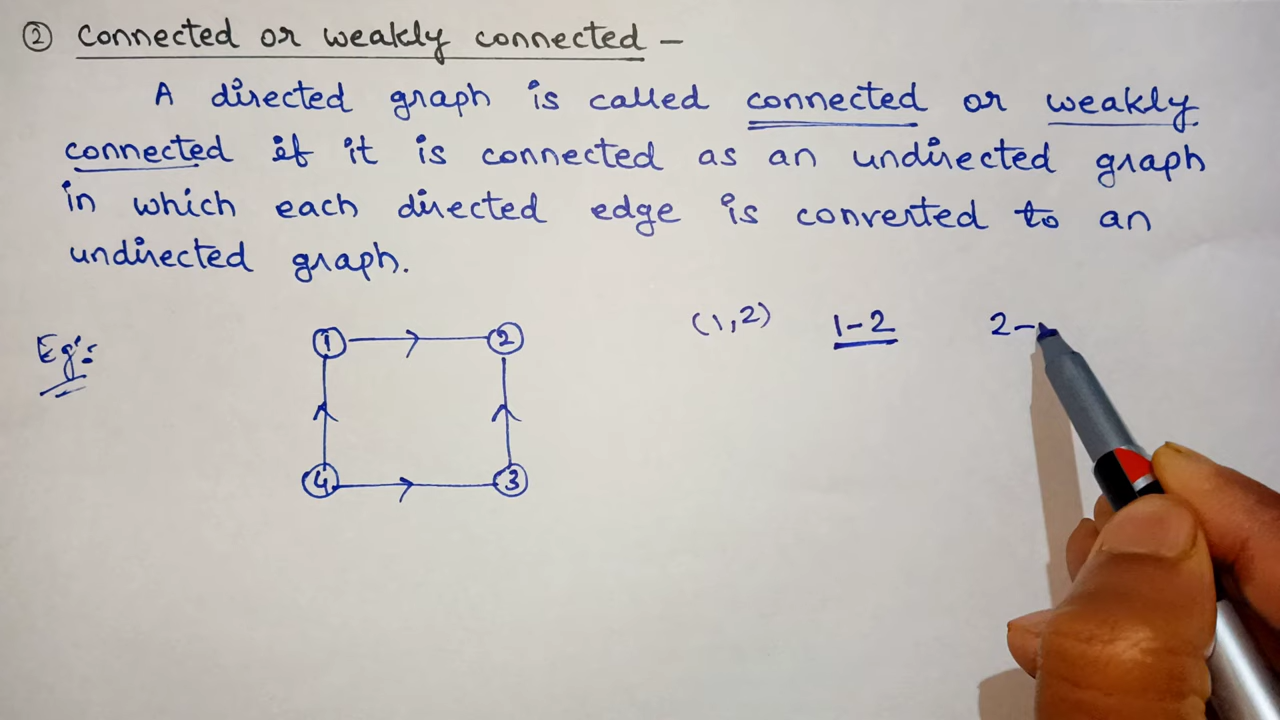 ② Connected or weakly connected –
A directed graph is called connected or weakly
connected if it is connected as an undirected graph
in which each directed edge is converted to an
undirected graph.
Eg:
1 2
4 3
(1,2) 1-2 2-